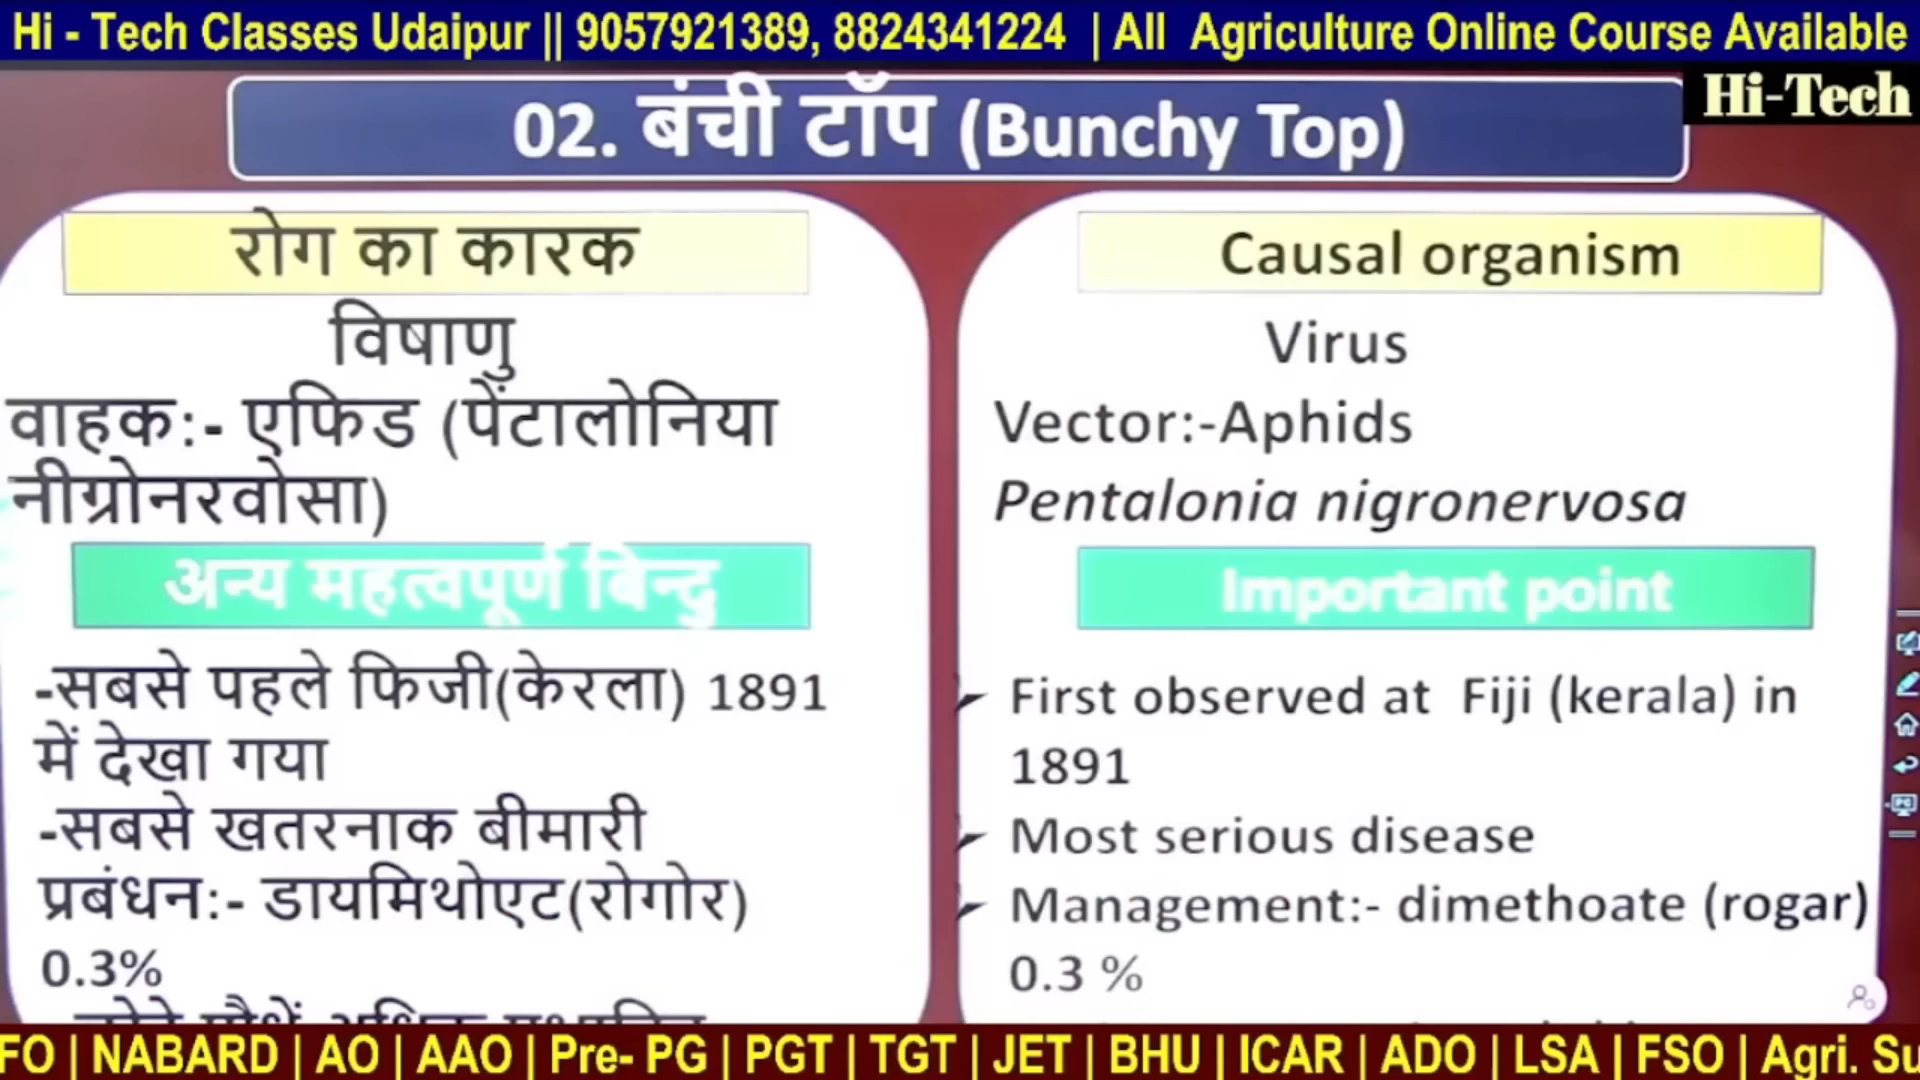 Hi - Tech Classes Udaipur || 9057921389, 8824341224 | All Agriculture Online Course Available
Hi-Tech
02. बंची टॉप (Bunchy Top)
रोग का कारक
विषाणु
वाहक:- एफिड (पेंटालोनिया
नीग्रोनरवोसा)
अन्य महत्वपूर्ण बिन्दु
-सबसे पहले फिजी(केरला) 1891
में देखा गया
-सबसे खतरनाक बीमारी
प्रबंधन:- डायमिथोएट(रोगोर)
0.3%
Causal organism
Virus
Vector:-Aphids
Pentalonia nigronervosa
Important point
First observed at Fiji (kerala) in
1891
Most serious disease
Management:- dimethoate (rogar)
0.3 %
FO | NABARD | AO | AAO | Pre- PG | PGT | TGT | JET | BHU | ICAR | ADO | LSA | FSO | Agri. Su